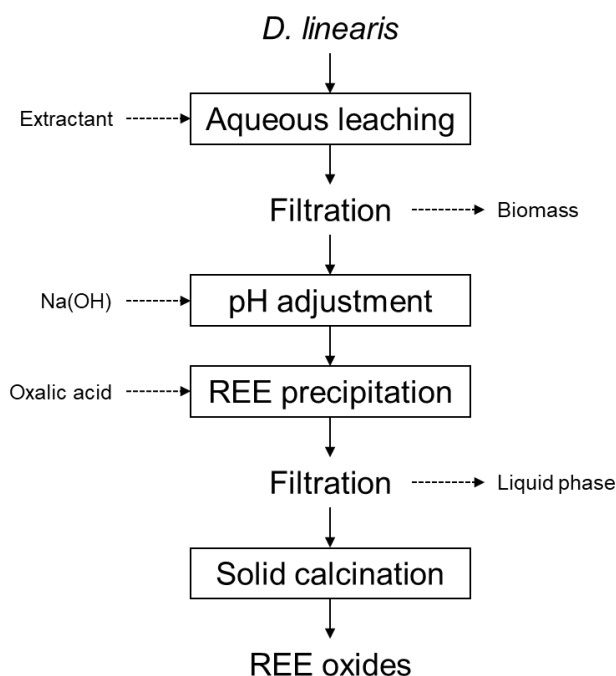 D. linearis
Extractant
Aqueous leaching
Filtration
Biomass
Na(OH)
pH adjustment
Oxalic acid
REE precipitation
Filtration
Liquid phase
Solid calcination
REE oxides